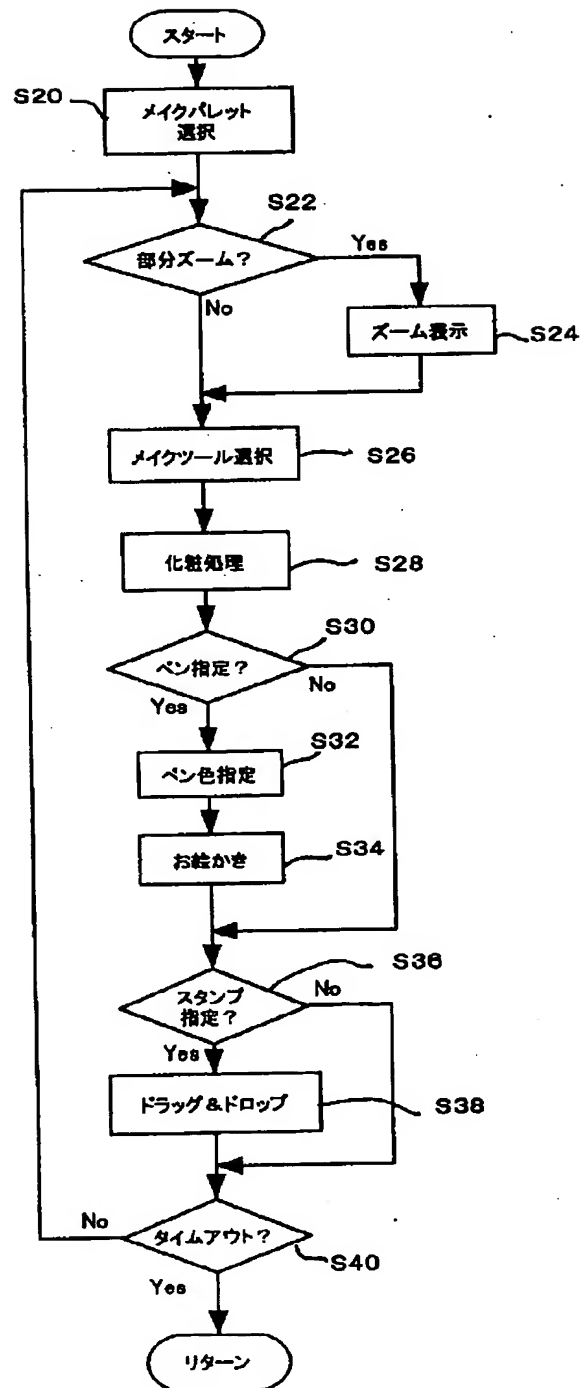 スタート
S20
メイクパレット
選択
S22
部分ズーム?
Yes
No
ズーム表示
S24
メイクツール選択
S26
化粧処理
S28
S30
ペン指定?
No
Yes
S32
ペン色指定
お絵かき
S34
S36
スタンプ
指定?
No
Yes
ドラッグ&ドロップ
S38
No
タイムアウト?
S40
Yes
リターン